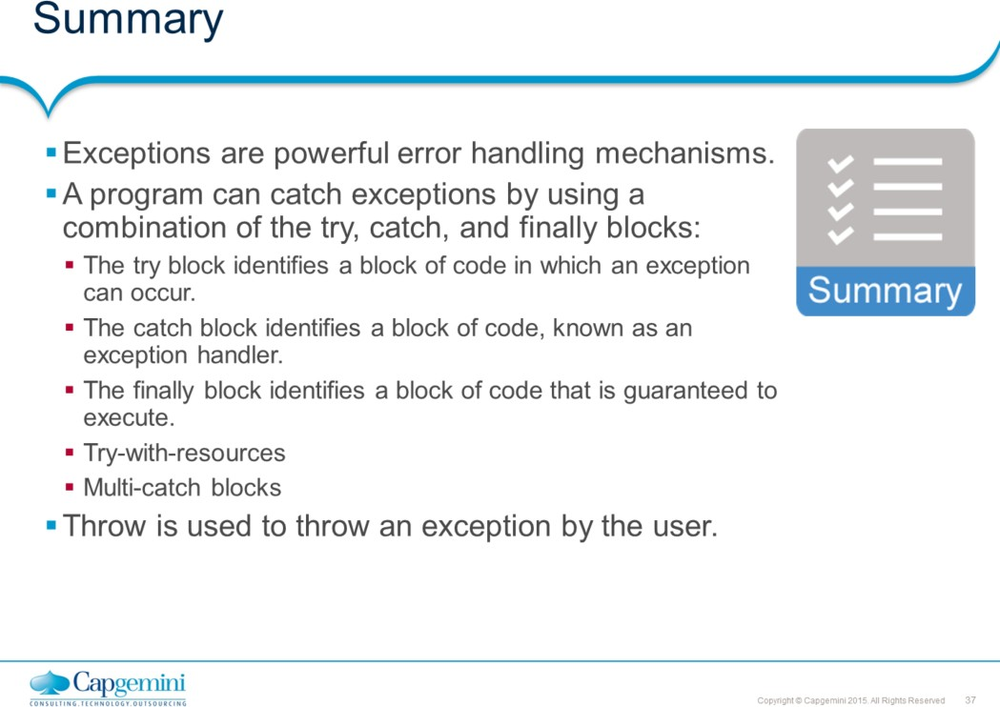 Summary
Exceptions are powerful error handling mechanisms.
A program can catch exceptions by using a
combination of the try, catch, and finally blocks:
The try block identifies a block of code in which an exception
can occur.
The catch block identifies a block of code, known as an
exception handler.
The finally block identifies a block of code that is guaranteed to
execute.
Try-with-resources
Multi-catch blocks
Throw is used to throw an exception by the user.
Summary
Capgemini
CONSULTING.TECHNOLOGY.OUTSOURCING
Copyright © Capgemini 2015. All Rights Reserved 37